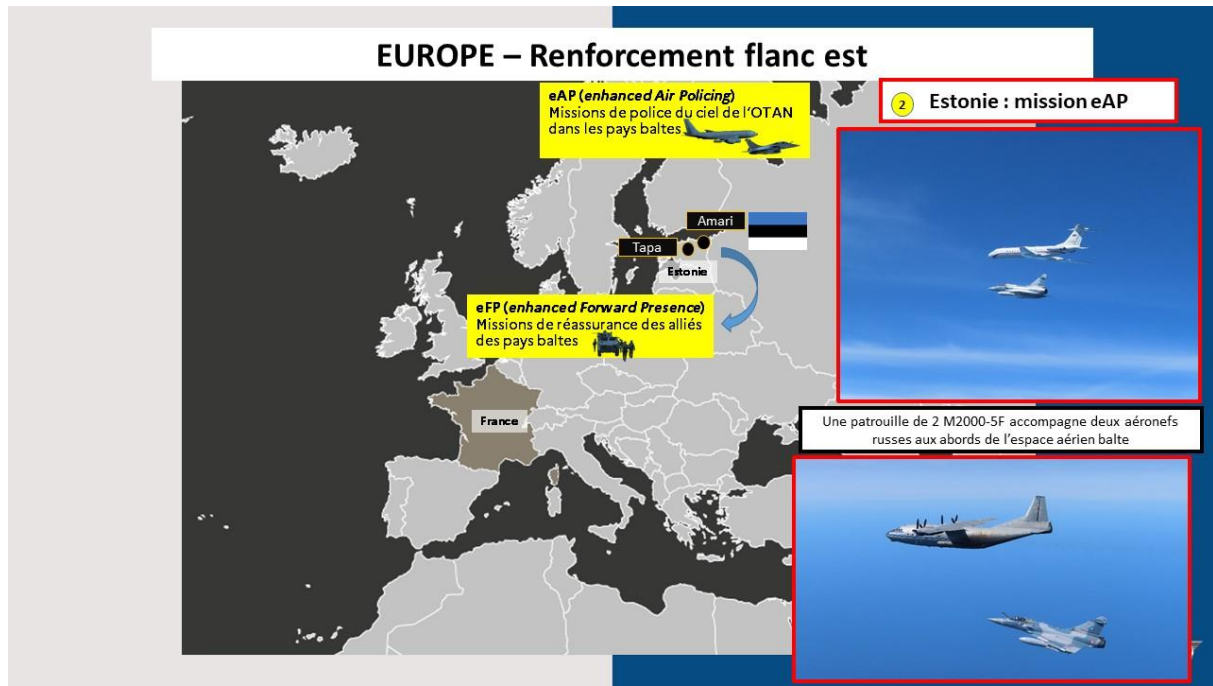 EUROPE – Renforcement flanc est
eAP (enhanced Air Policing)
Missions de police du ciel de l'OTAN
dans les pays baltes
2 Estonie : mission eAP
Amari
Tapa
Estonie
eFP (enhanced Forward Presence)
Missions de réassurance des alliés
des pays baltes
France
Une patrouille de 2 M2000-5F accompagne deux aéronefs
russes aux abords de l'espace aérien balte